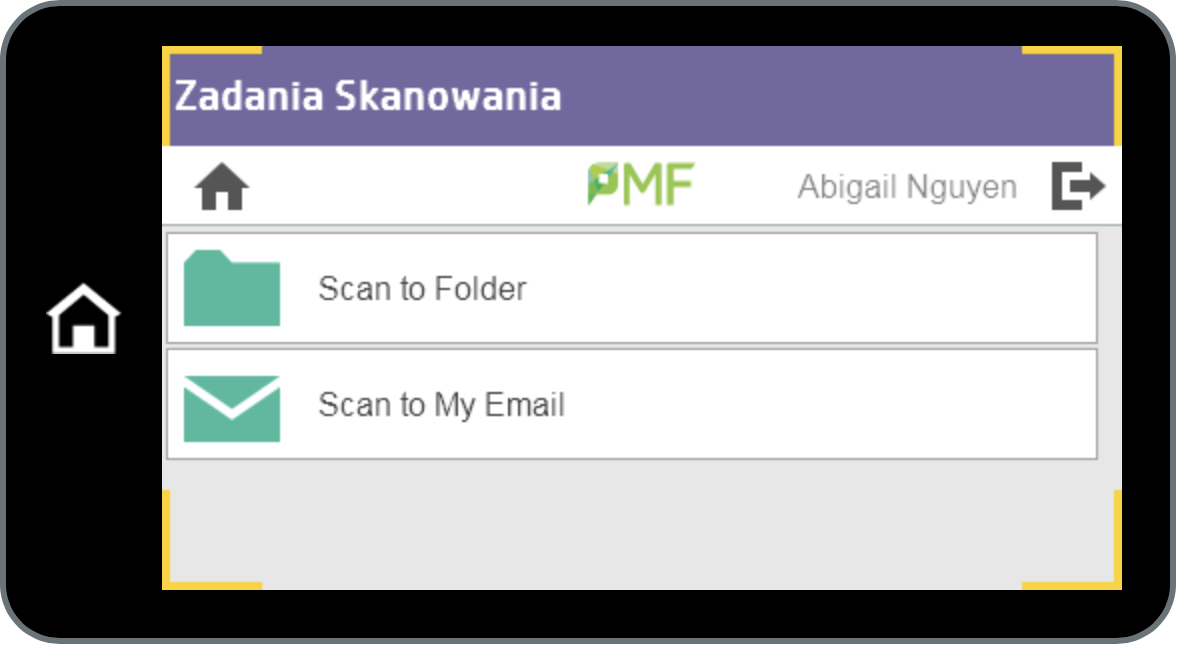 Zadania Skanowania
PMF
Abigail Nguyen
Scan to Folder
Scan to My Email